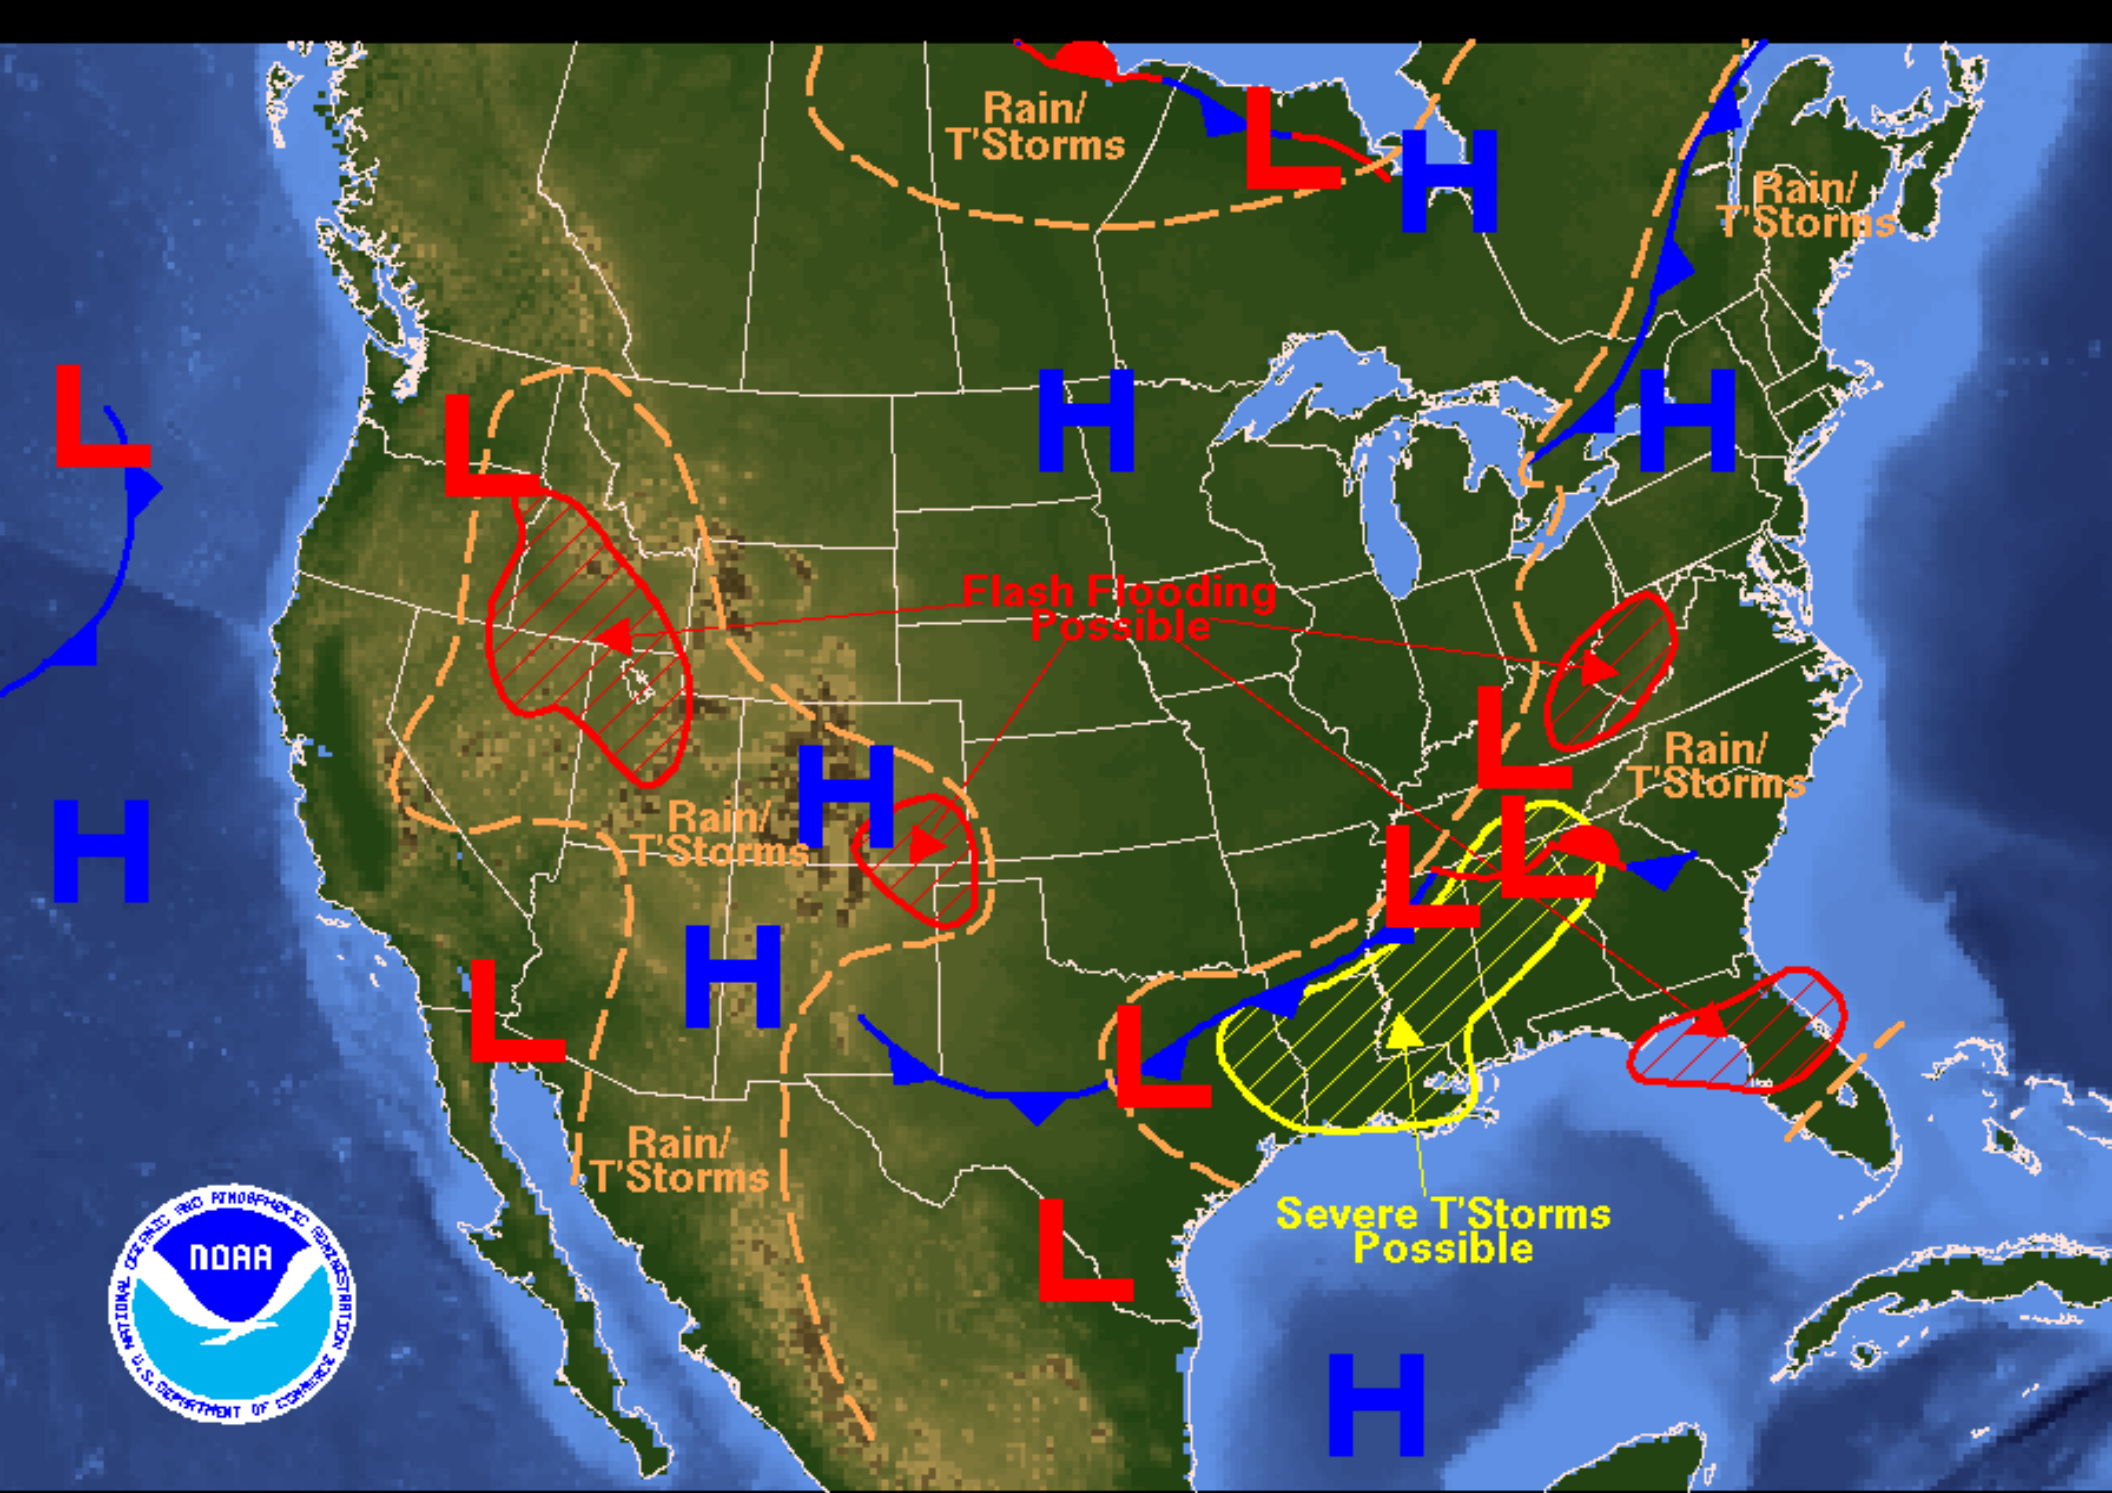 Rain/
T'Storms
L
H
Rain/
T'Storms
L
L
H
H
Flash Flooding
Possible
L
H
Rain/
T'Storms
H
Rain/
T'Storms
L
L
H
L
H
L
Rain/
T'Storms
Severe T'Storms
Possible
L
H
NATIONAL OCEANIC AND ATMOSPHERIC ADMINISTRATION
NOAA
U.S. DEPARTMENT OF COMMERCE